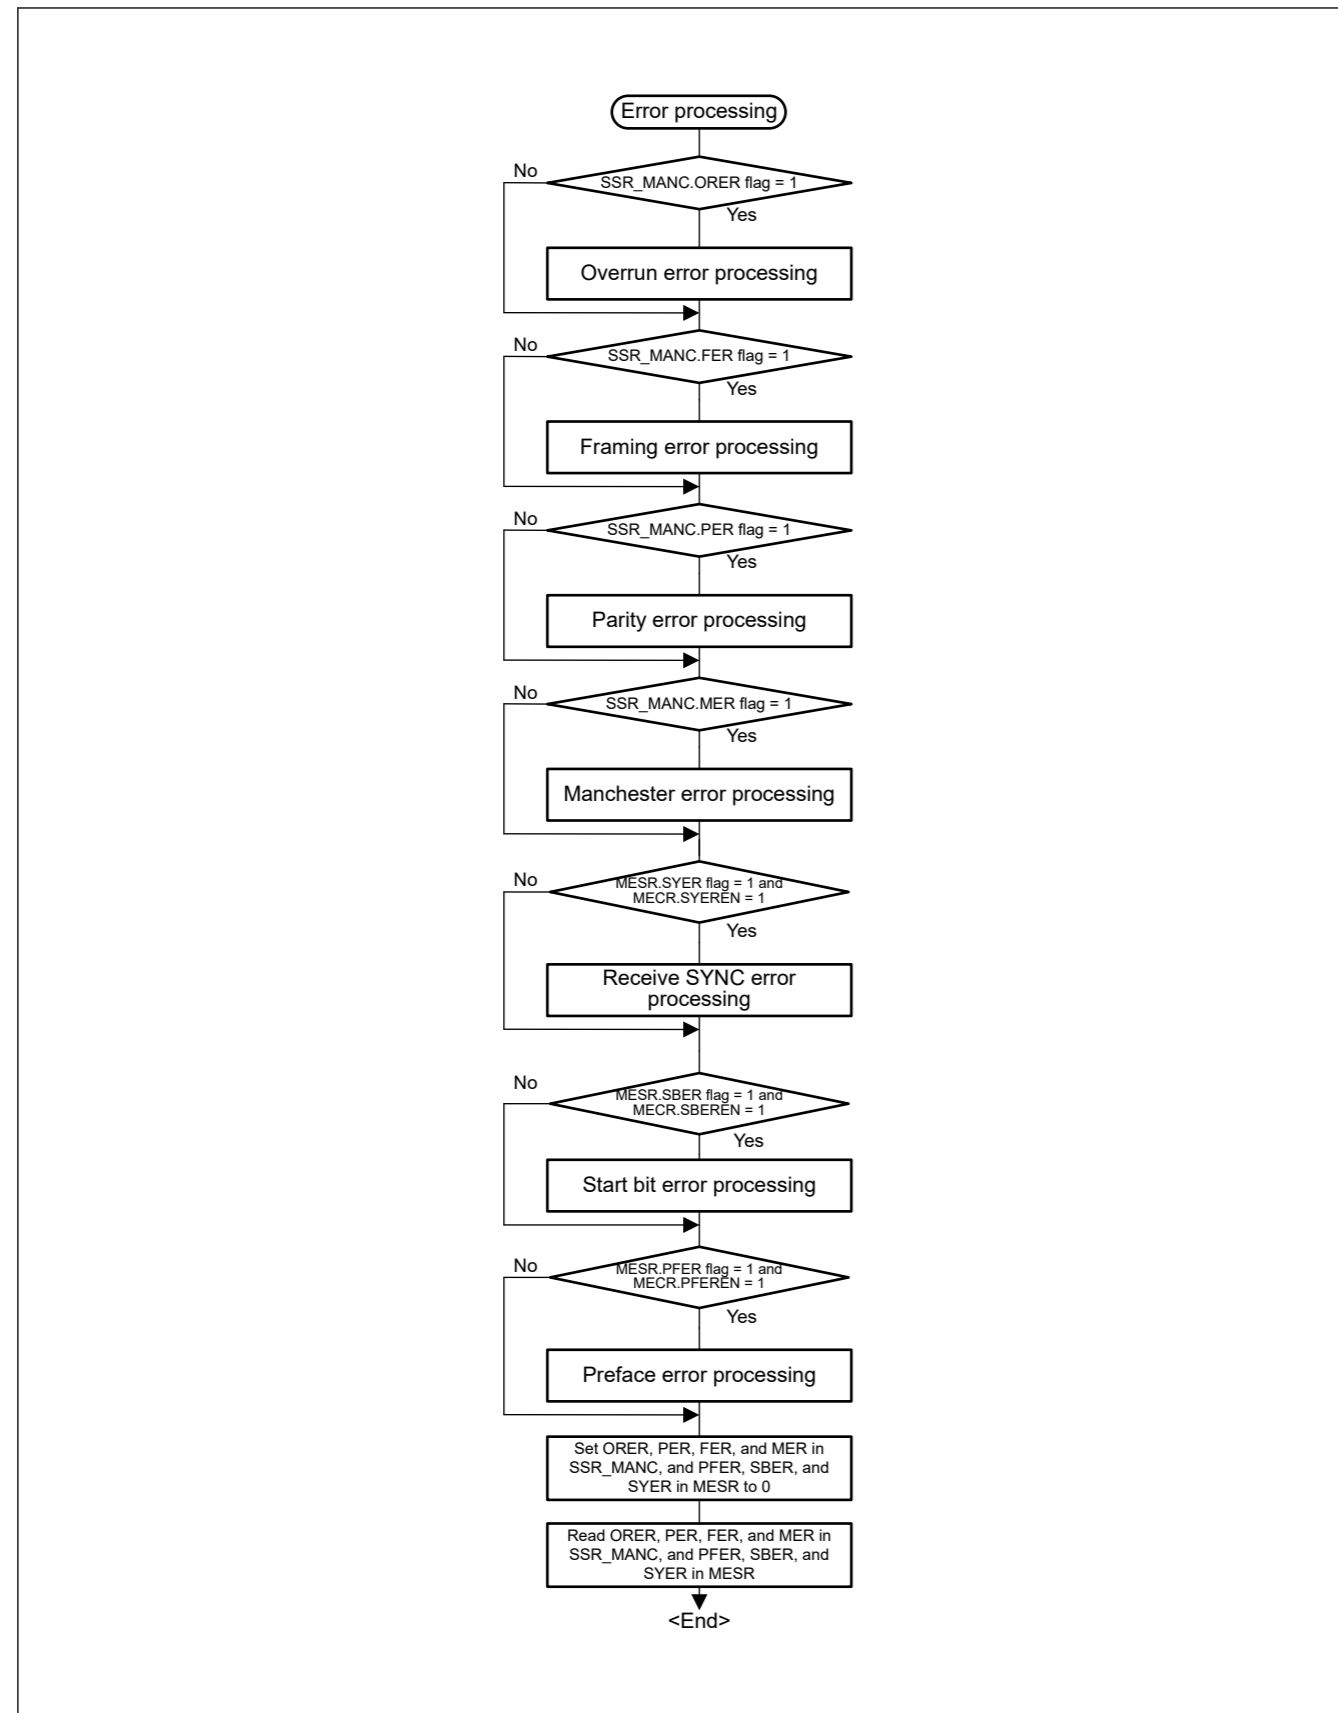 Error processing
No
SSR_MANC.ORER flag = 1
Yes
Overrun error processing
No
SSR_MANC.FER flag = 1
Yes
Framing error processing
No
SSR_MANC.PER flag = 1
Yes
Parity error processing
No
SSR_MANC.MER flag = 1
Yes
Manchester error processing
No
MESR.SYER flag = 1 and
MECR.SYEREN = 1
Yes
Receive SYNC error
processing
No
MESR.SBER flag = 1 and
MECR.SBEREN = 1
Yes
Start bit error processing
No
MESR.PFER flag = 1 and
MECR.PFEREN = 1
Yes
Preface error processing
Set ORER, PER, FER, and MER in
SSR_MANC, and PFER, SBER, and
SYER in MESR to 0
Read ORER, PER, FER, and MER in
SSR_MANC, and PFER, SBER, and
SYER in MESR
<End>